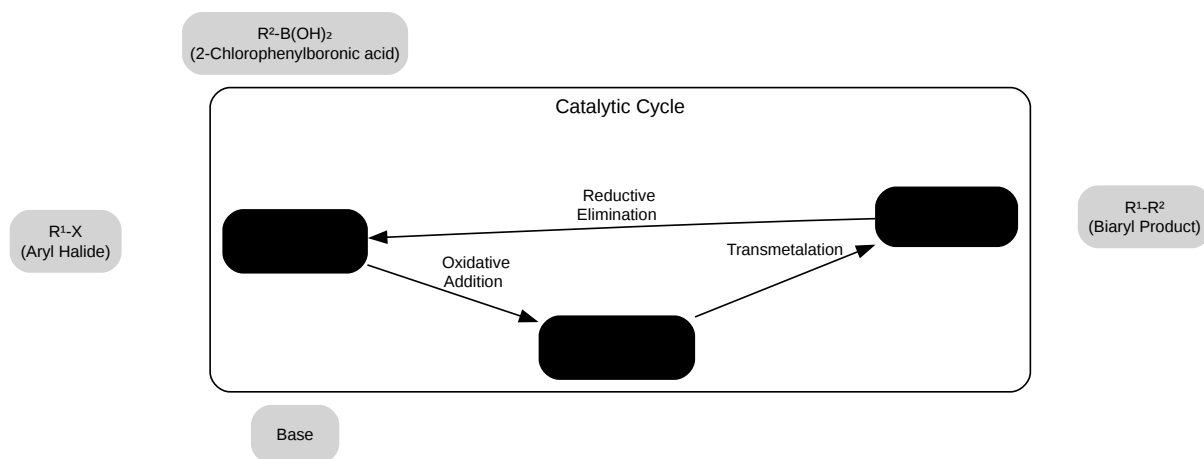 R²-B(OH)₂
(2-Chlorophenylboronic acid)
Catalytic Cycle
Reductive
Elimination
R¹-X
(Aryl Halide)
R¹-R²
(Biaryl Product)
Transmetalation
Oxidative
Addition
Base